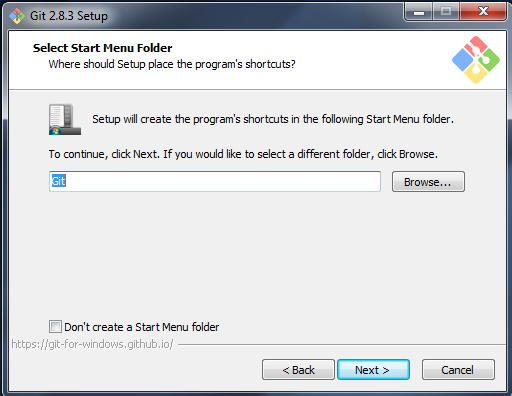 Git 2.8.3 Setup
Select Start Menu Folder
Where should Setup place the program's shortcuts?
Setup will create the program's shortcuts in the following Start Menu folder.
To continue, click Next. If you would like to select a different folder, click Browse.
Git
Browse...
Don't create a Start Menu folder
https://git-for-windows.github.io/
< Back
Next >
Cancel